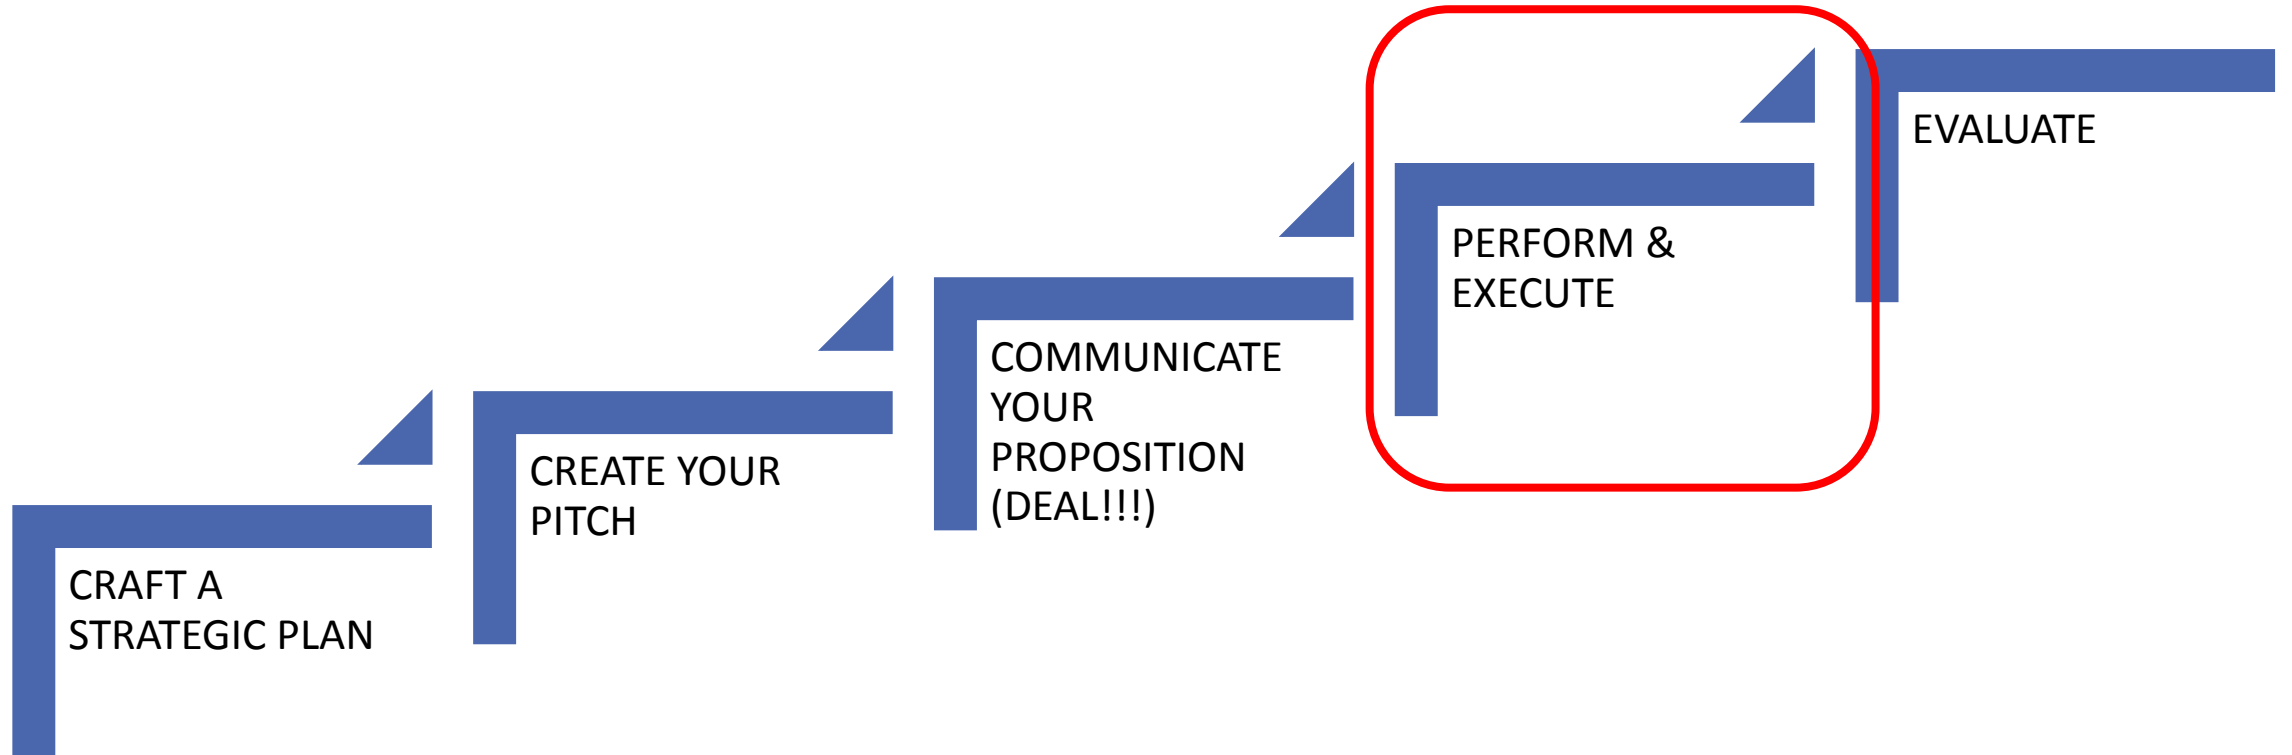 CRAFT A
STRATEGIC PLAN
CREATE YOUR
PITCH
COMMUNICATE
YOUR
PROPOSITION
(DEAL!!!)
PERFORM &
EXECUTE
EVALUATE